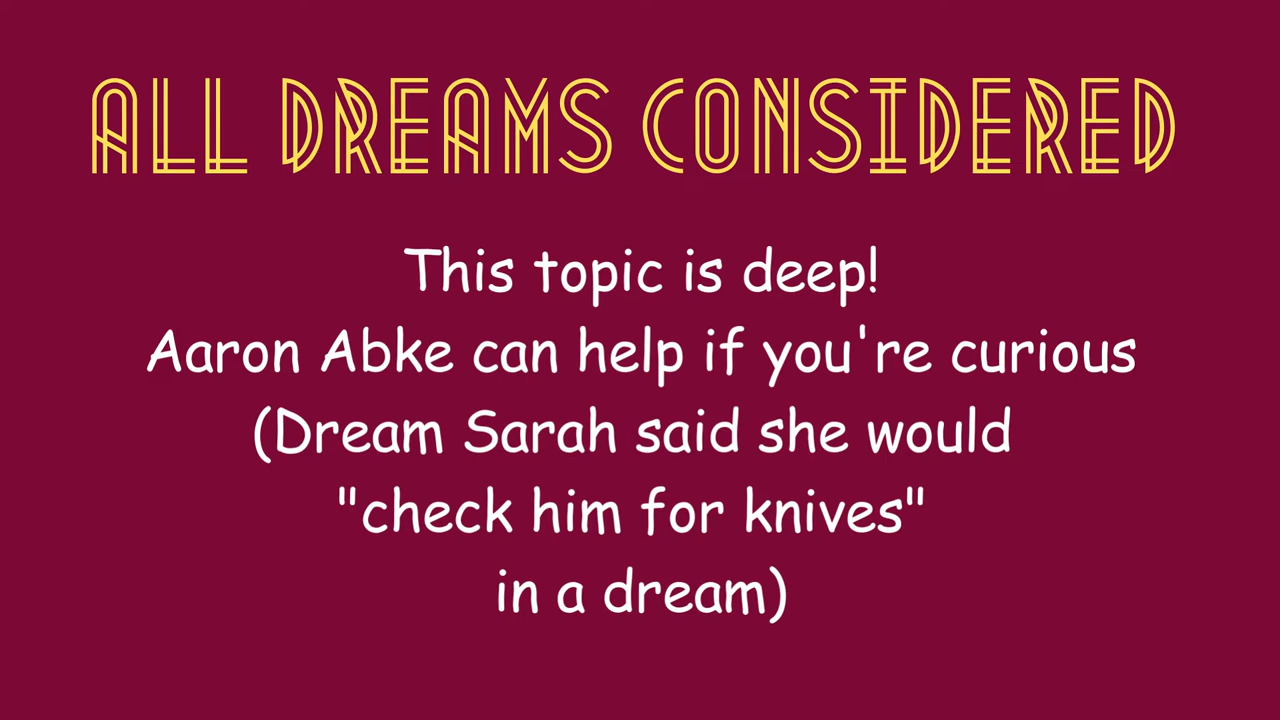 ALL DREAMS CONSIDERED
This topic is deep!
Aaron Abke can help if you're curious
(Dream Sarah said she would
"check him for knives"
in a dream)